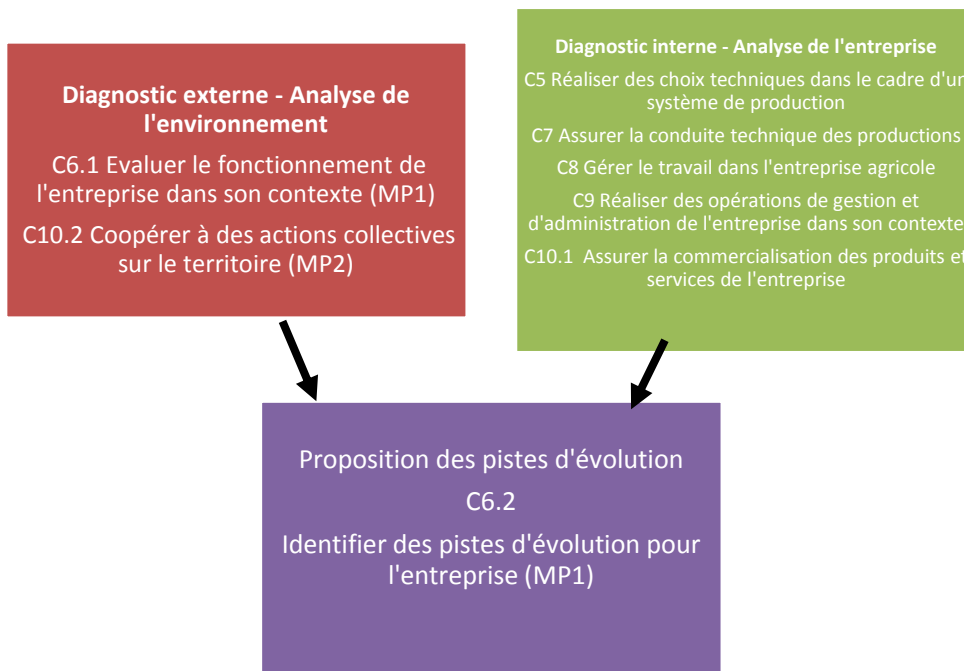 Diagnostic externe - Analyse de
l'environnement
C6.1 Evaluer le fonctionnement de
l'entreprise dans son contexte (MP1)
C10.2 Coopérer à des actions collectives
sur le territoire (MP2)
Diagnostic interne - Analyse de l'entreprise
C5 Réaliser des choix techniques dans le cadre d'un
système de production
C7 Assurer la conduite technique des productions
C8 Gérer le travail dans l'entreprise agricole
C9 Réaliser des opérations de gestion et
d'administration de l'entreprise dans son contexte
C10.1 Assurer la commercialisation des produits et
services de l'entreprise
Proposition des pistes d'évolution
C6.2
Identifier des pistes d'évolution pour
l'entreprise (MP1)